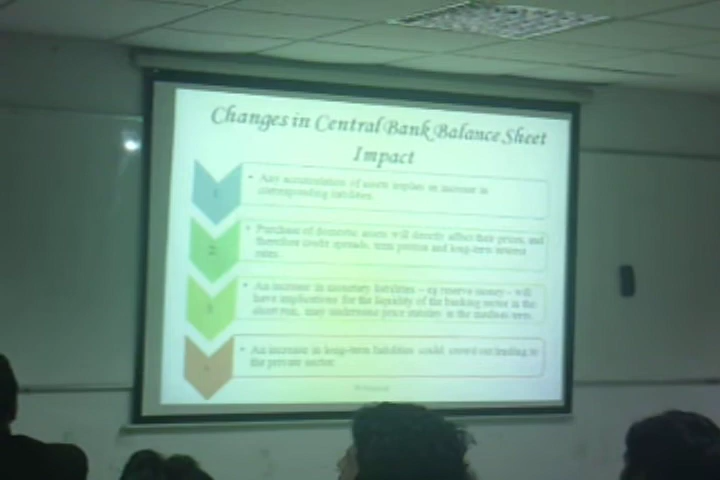 Changes in Central Bank Balance Sheet
Impact
1
• Any accumulation of assets implies an increase in
corresponding liabilities.
2
• Purchase of domestic assets will directly affect their prices, and
therefore credit spreads, term premia and long-term interest
rates.
3
• An increase in monetary liabilities – eg reserve money – will
have implications for the liquidity of the banking sector in the
short run, may undermine price stability in the medium term.
• An increase in long-term liabilities could crowd out lending to
the private sector